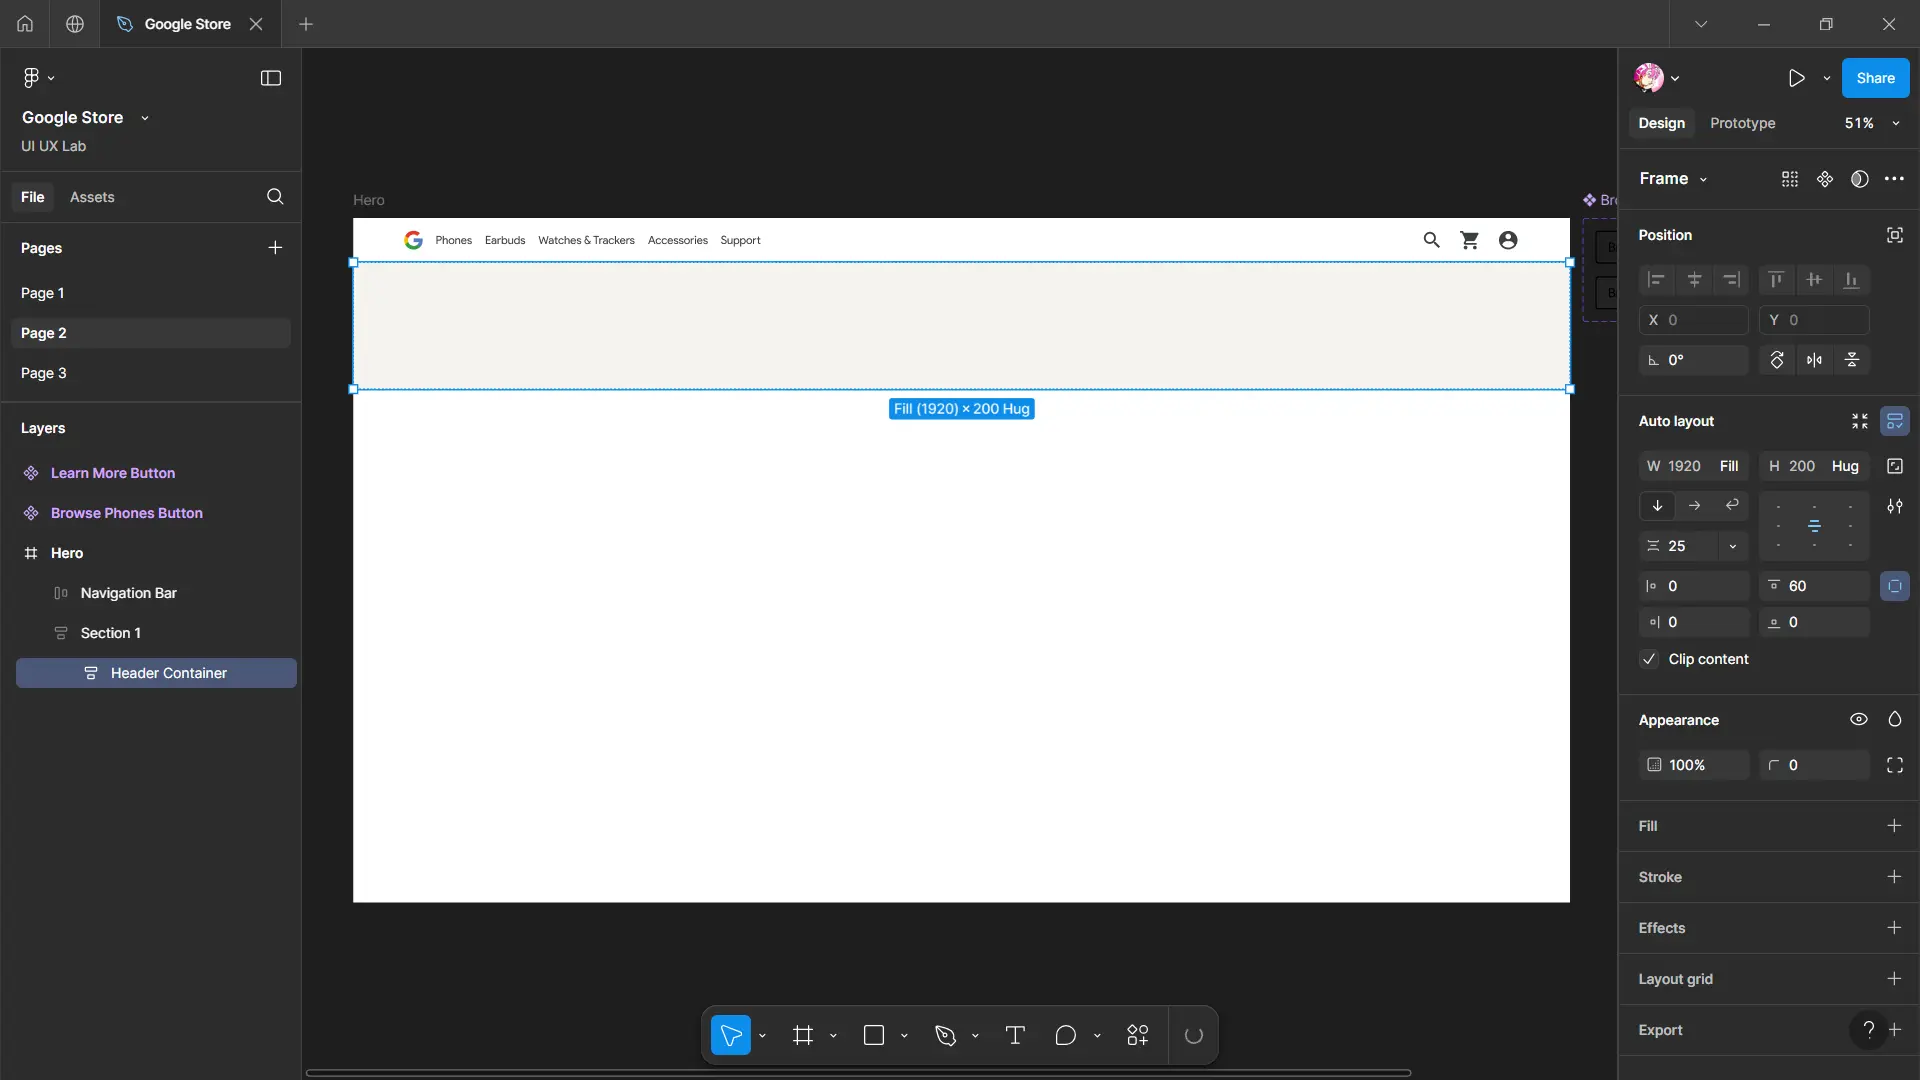 Google Store
Google Store
UI UX Lab
File
Assets
Pages
Page 1
Page 2
Page 3
Layers
Learn More Button
Browse Phones Button
Hero
Navigation Bar
Section 1
Header Container
Hero
Phones Earbuds Watches & Trackers Accessories Support
Fill (1920) × 200 Hug
Bro
B
B
Share
Design
Prototype
51%
Frame
Position
X 0
Y 0
0°
Auto layout
W 1920 Fill
H 200 Hug
25
0
60
0
0
Clip content
Appearance
100%
0
Fill
Stroke
Effects
Layout grid
Export
?